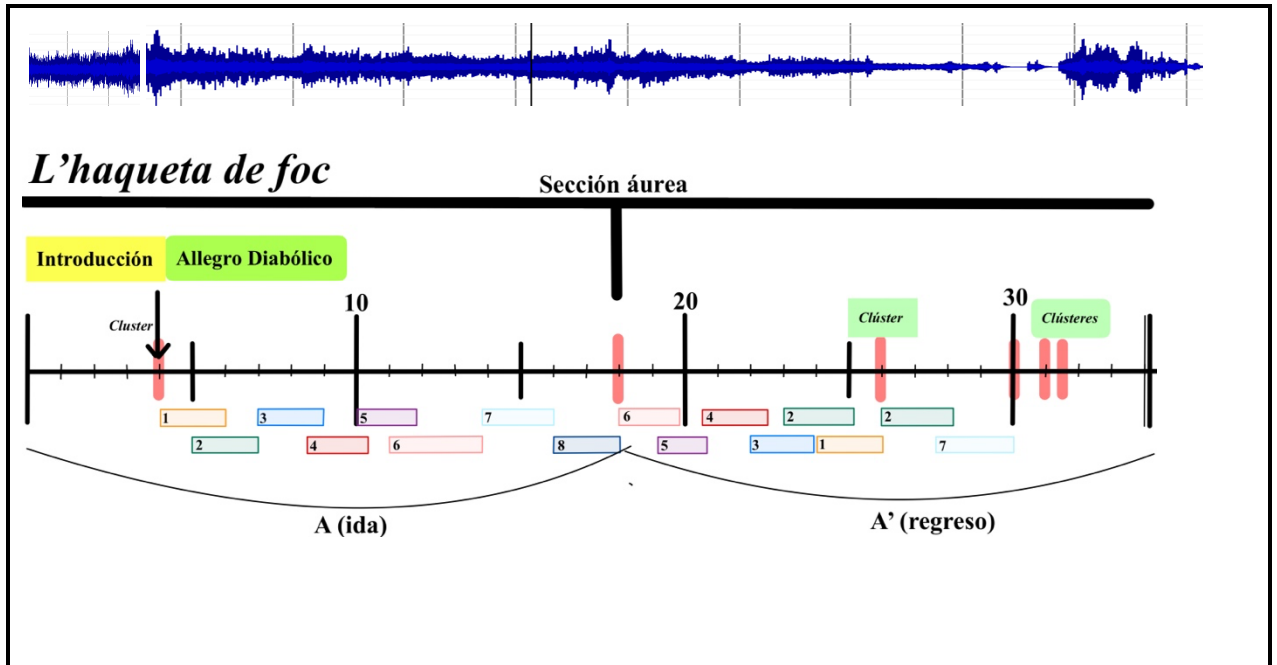 L’haqueta de foc
Sección áurea
Introducción
Allegro Diabólico
10
20
30
Cluster
Clúster
Clústeres
1
3
5
7
6
4
2
2
2
4
6
8
5
3
1
7
A (ida)
A’ (regreso)